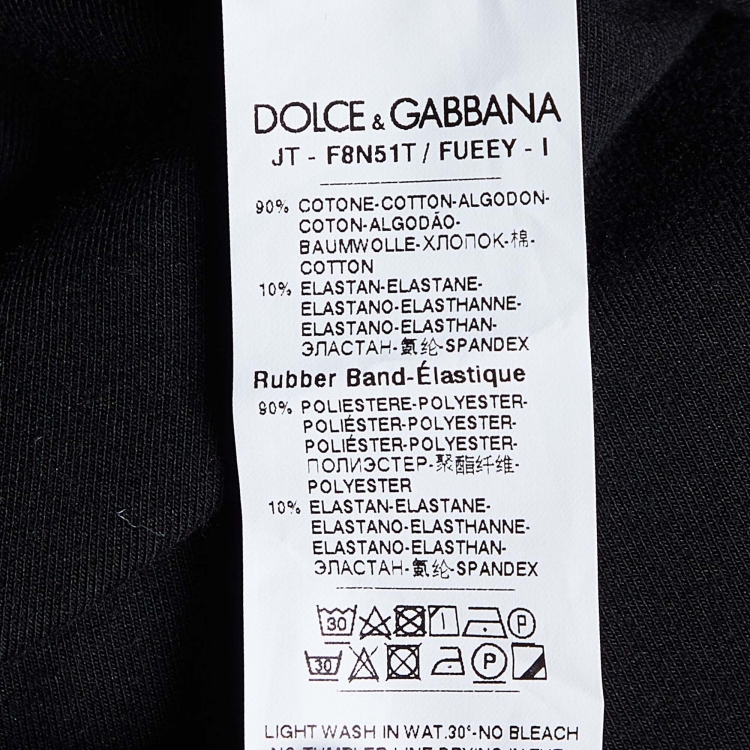 DOLCE & GABBANA
JT - F8N51T / FUEEY - I
90% COTONE-COTTON-ALGODON-
COTON-ALGODÃO-
BAUMWOLLE-ХЛОПОК-棉-
COTTON
10% ELASTAN-ELASTANE-
ELASTANO-ELASTHANNE-
ELASTANO-ELASTHAN-
ЭЛАСТАН-氨纶-SPANDEX
Rubber Band-Élastique
90% POLIESTERE-POLYESTER-
POLIÉSTER-POLYESTER-
POLIÉSTER-POLYESTER-
ПОЛИЭСТЕР-聚酯纤维-
POLYESTER
10% ELASTAN-ELASTANE-
ELASTANO-ELASTHANNE-
ELASTANO-ELASTHAN-
ЭЛАСТАН-氨纶-SPANDEX
30 P
30 P
LIGHT WASH IN WAT.30°-NO BLEACH